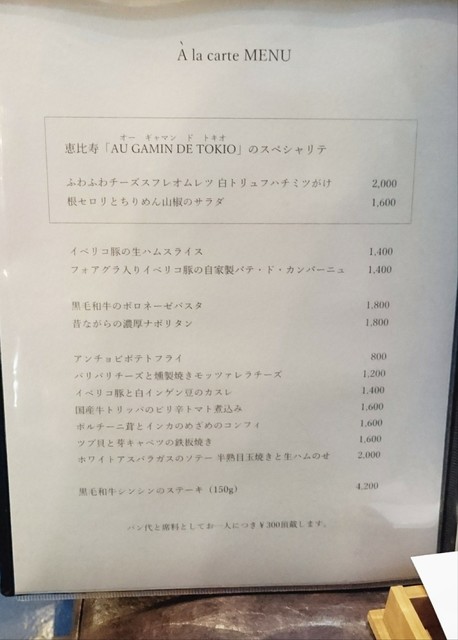 À la carte MENU
オー ギャマン ド トキオ
恵比寿「AU GAMIN DE TOKIO」のスペシャリテ
ふわふわチーズスフレオムレツ 白トリュフハチミツがけ 2,000
根セロリとちりめん山椒のサラダ 1,600
イベリコ豚の生ハムスライス 1,400
フォアグラ入りイベリコ豚の自家製パテ・ド・カンパーニュ 1,400
黒毛和牛のボロネーゼパスタ 1,800
昔ながらの濃厚ナポリタン 1,800
アンチョビポテトフライ 800
パリパリチーズと燻製焼きモッツァレラチーズ 1,200
イベリコ豚と白インゲン豆のカスレ 1,400
国産牛トリッパのピリ辛トマト煮込み 1,600
ポルチーニ茸とインカのめざめのコンフィ 1,600
ツブ貝と芽キャベツの鉄板焼き 1,600
ホワイトアスパラガスのソテー 半熟目玉焼きと生ハムのせ 2,000
黒毛和牛シンシンのステーキ（150g） 4,200
パン代と席料としてお一人につき￥300頂戴します。